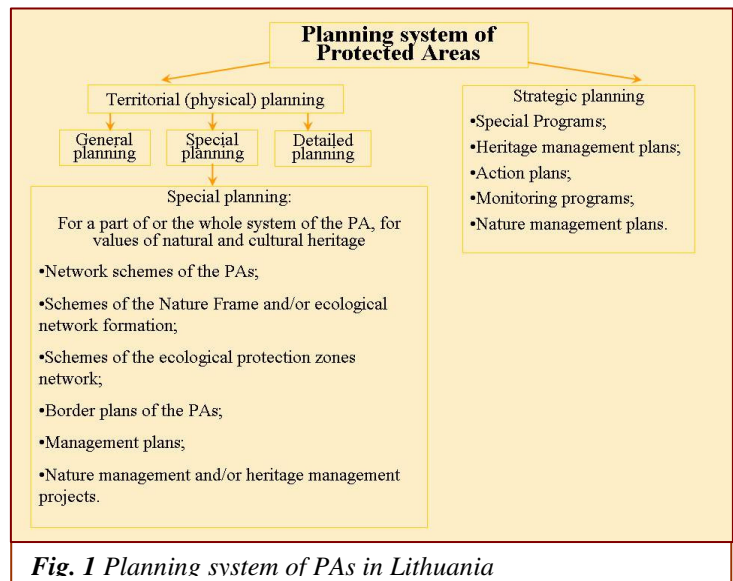 Planning system of
Protected Areas
Territorial (physical) planning
General
planning
Special
planning
Detailed
planning
Special planning:
For a part of or the whole system of the PA, for
values of natural and cultural heritage
•Network schemes of the PAs;
•Schemes of the Nature Frame and/or ecological
network formation;
•Schemes of the ecological protection zones
network;
•Border plans of the PAs;
•Management plans;
•Nature management and/or heritage management
projects.
Strategic planning
•Special Programs;
•Heritage management plans;
•Action plans;
•Monitoring programs;
•Nature management plans.
Fig. 1 Planning system of PAs in Lithuania